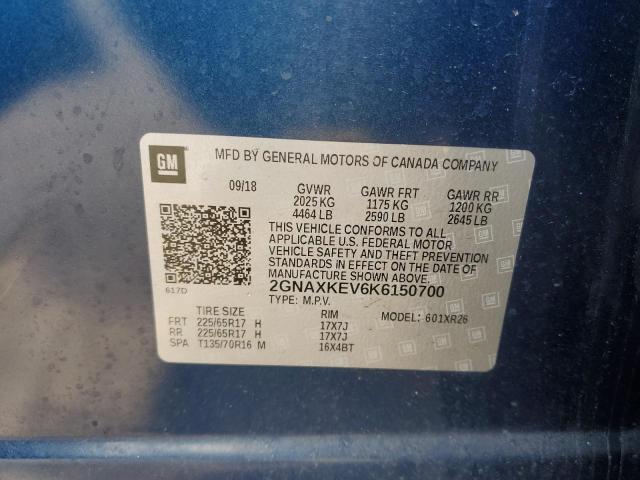 GM
MFD BY GENERAL MOTORS OF CANADA COMPANY
09/18 GVWR GAWR FRT GAWR RR
2025 KG 1175 KG 1200 KG
4464 LB 2590 LB 2645 LB
THIS VEHICLE CONFORMS TO ALL
APPLICABLE U.S. FEDERAL MOTOR
VEHICLE SAFETY AND THEFT PREVENTION
STANDARDS IN EFFECT ON THE DATE OF
MANUFACTURE SHOWN ABOVE.
617D
2GNAXKEV6K6150700
TYPE: M.P.V. MODEL: 601XR26
TIRE SIZE RIM
FRT 225/65R17 H 17X7J
RR 225/65R17 H 17X7J
SPA T135/70R16 M 16X4BT